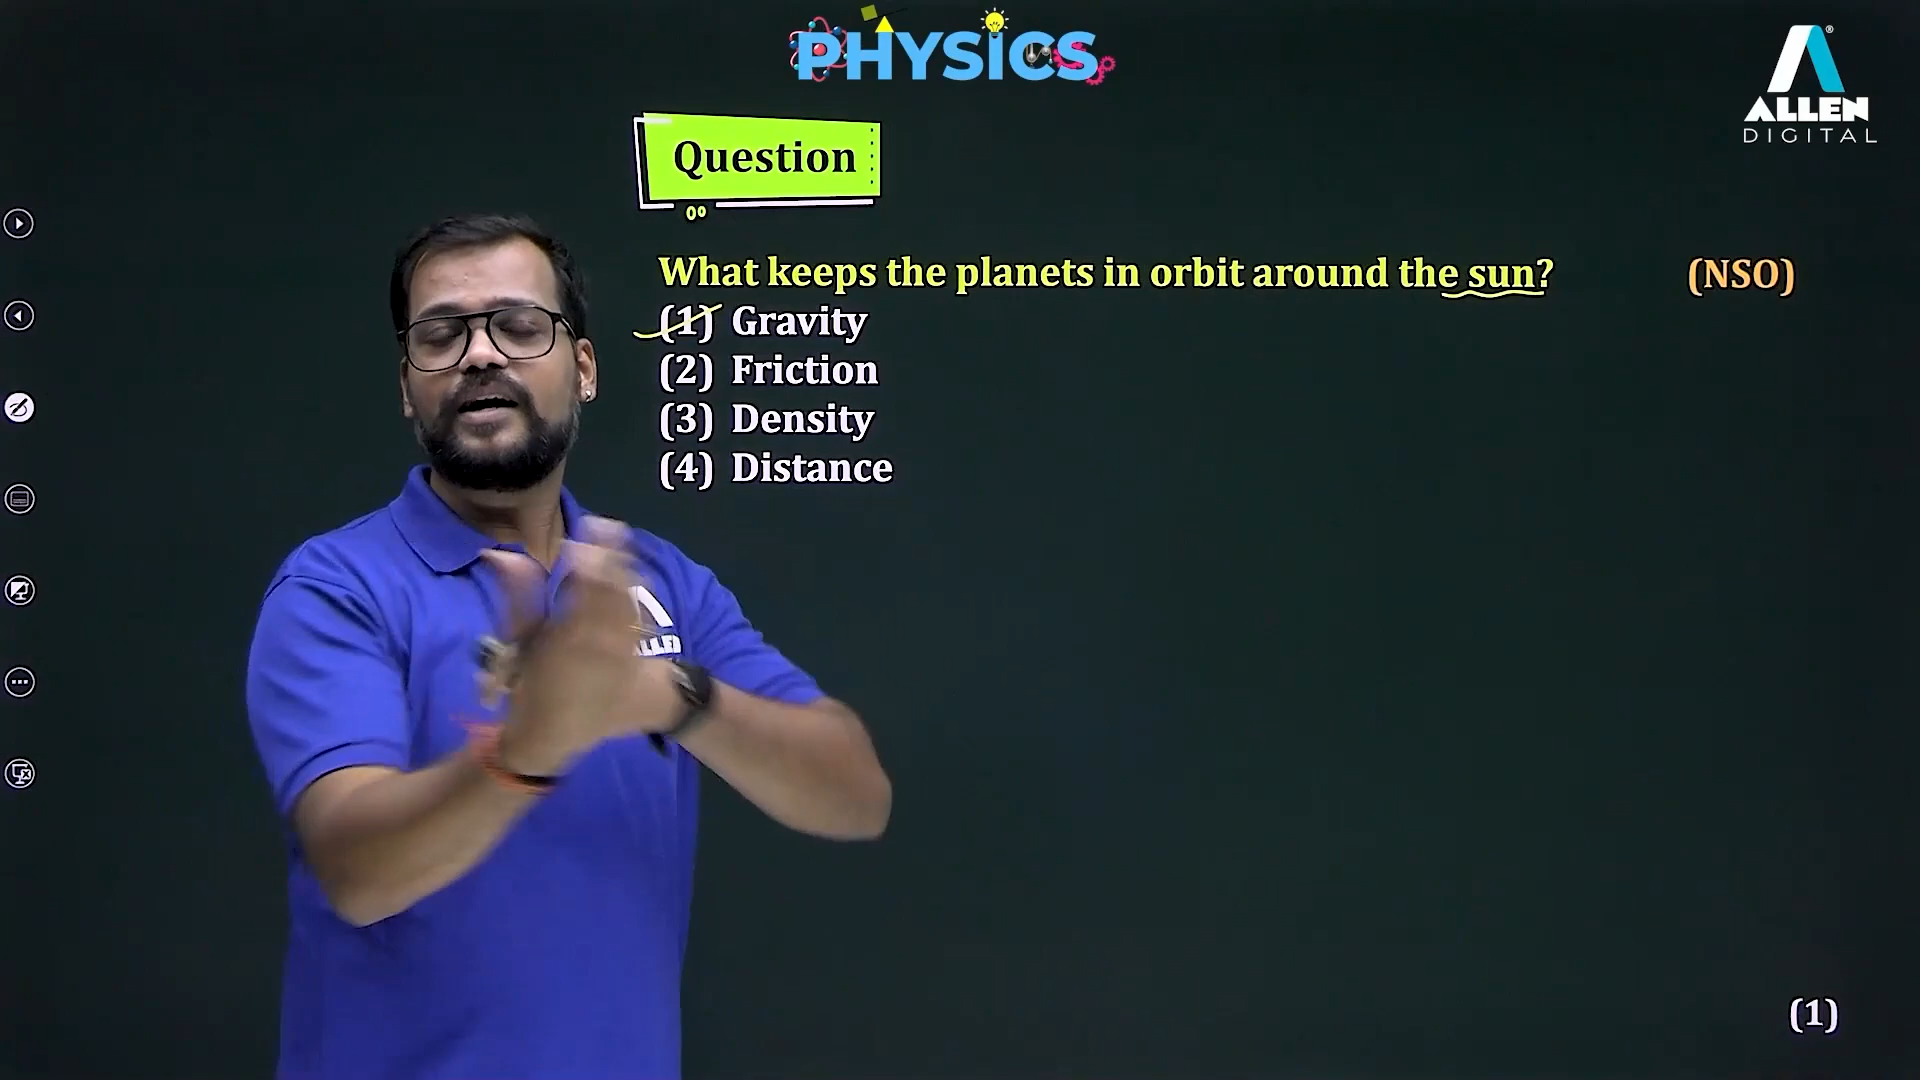 PHYSICS
ALLEN
DIGITAL
Question
What keeps the planets in orbit around the sun? (NSO)
(1) Gravity
(2) Friction
(3) Density
(4) Distance
ALLEN
(1)